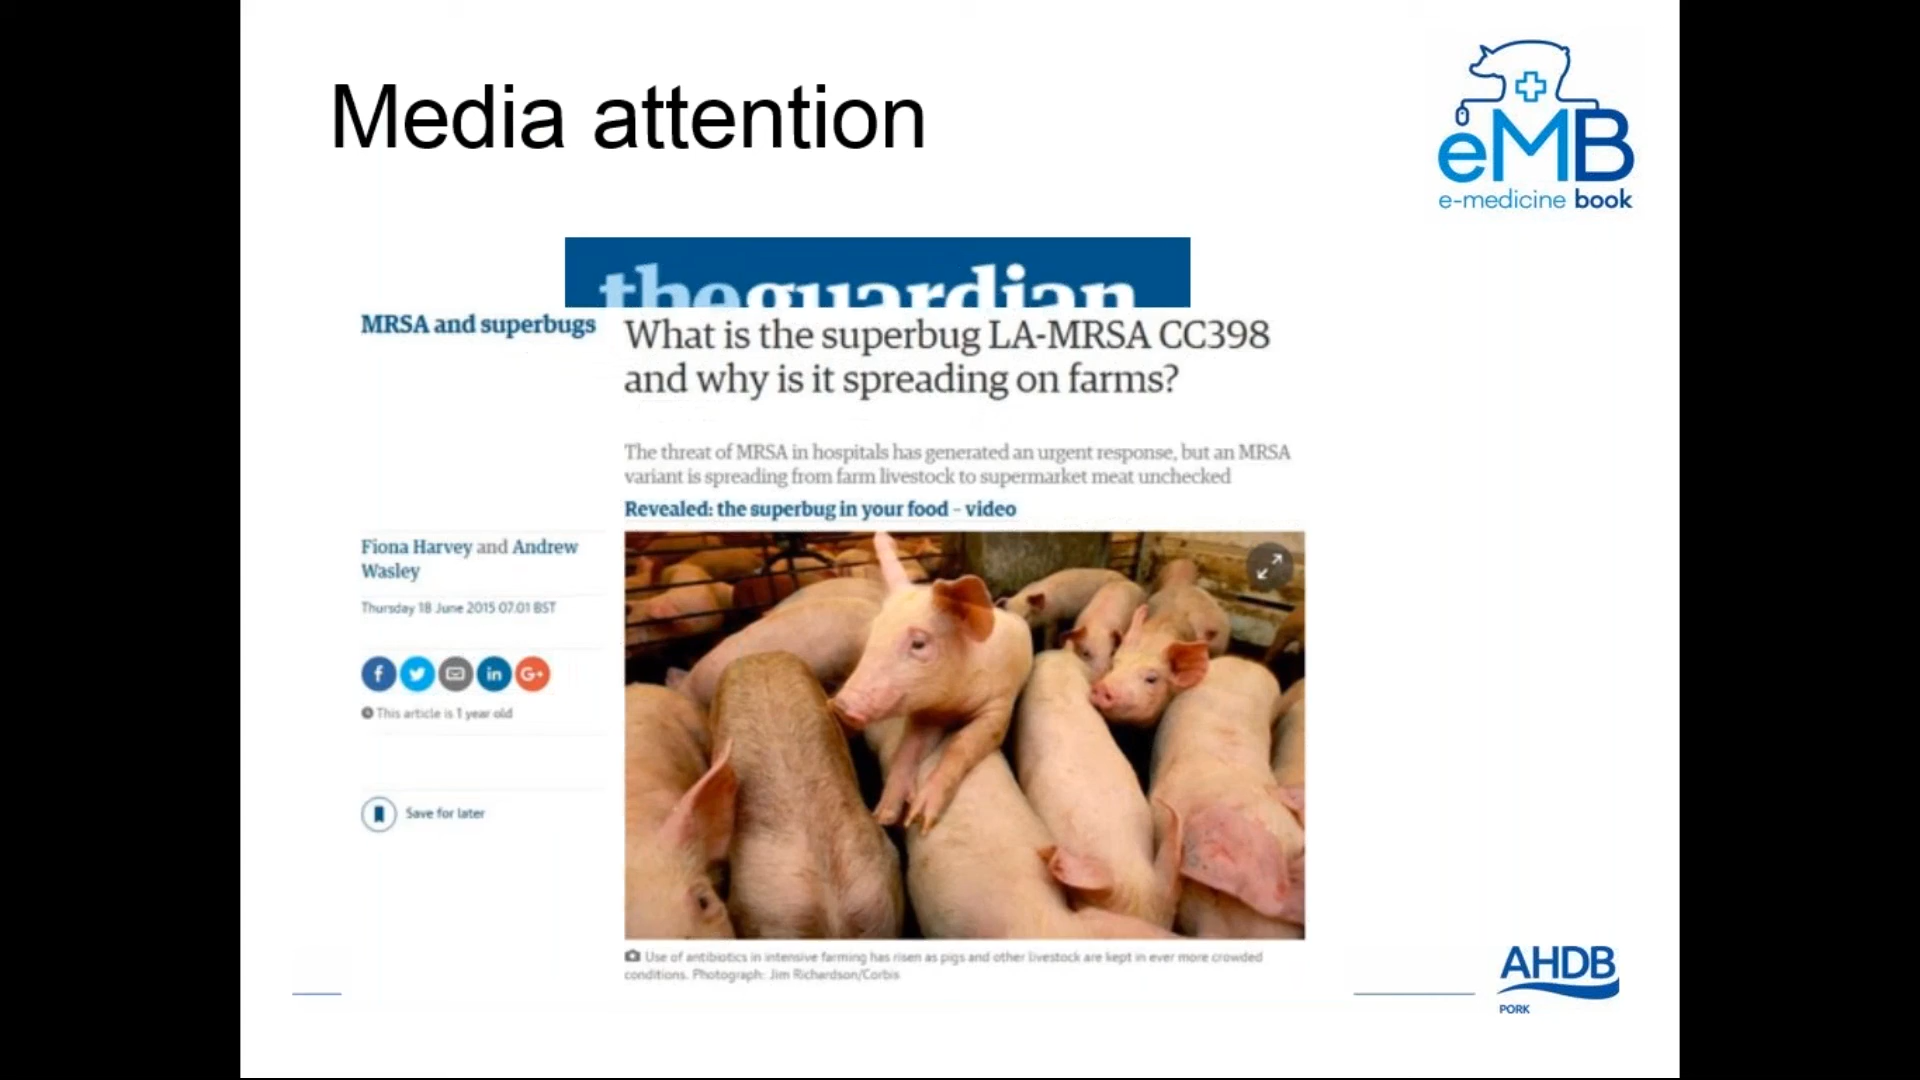 Media attention
eMB
e-medicine book
theguardian
MRSA and superbugs
What is the superbug LA-MRSA CC398
and why is it spreading on farms?
The threat of MRSA in hospitals has generated an urgent response, but an MRSA
variant is spreading from farm livestock to supermarket meat unchecked
Revealed: the superbug in your food – video
Fiona Harvey and Andrew
Wasley
Thursday 18 June 2015 07.01 BST
f
in
G+
This article is 1 year old
Save for later
Use of antibiotics in intensive farming has risen as pigs and other livestock are kept in ever more crowded
conditions. Photograph: Jim Richardson/Corbis
AHDB
PORK